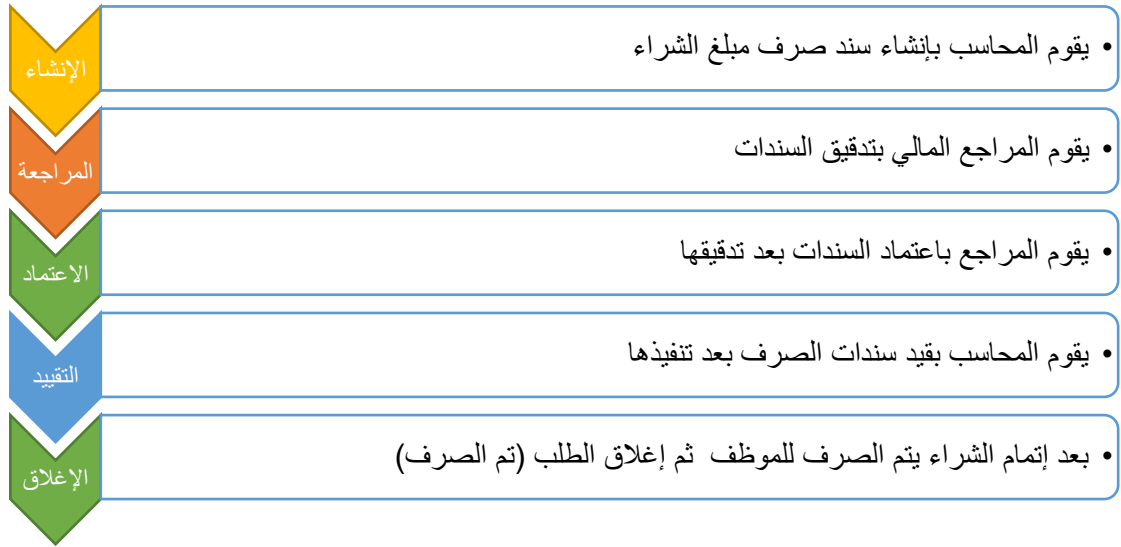 الإنشاء
• يقوم المحاسب بإنشاء سند صرف مبلغ الشراء
المراجعة
• يقوم المراجع المالي بتدقيق السندات
الاعتماد
• يقوم المراجع باعتماد السندات بعد تدقيقها
التقييد
• يقوم المحاسب بقيد سندات الصرف بعد تنفيذها
الإغلاق
• بعد إتمام الشراء يتم الصرف للموظف ثم إغلاق الطلب (تم الصرف)